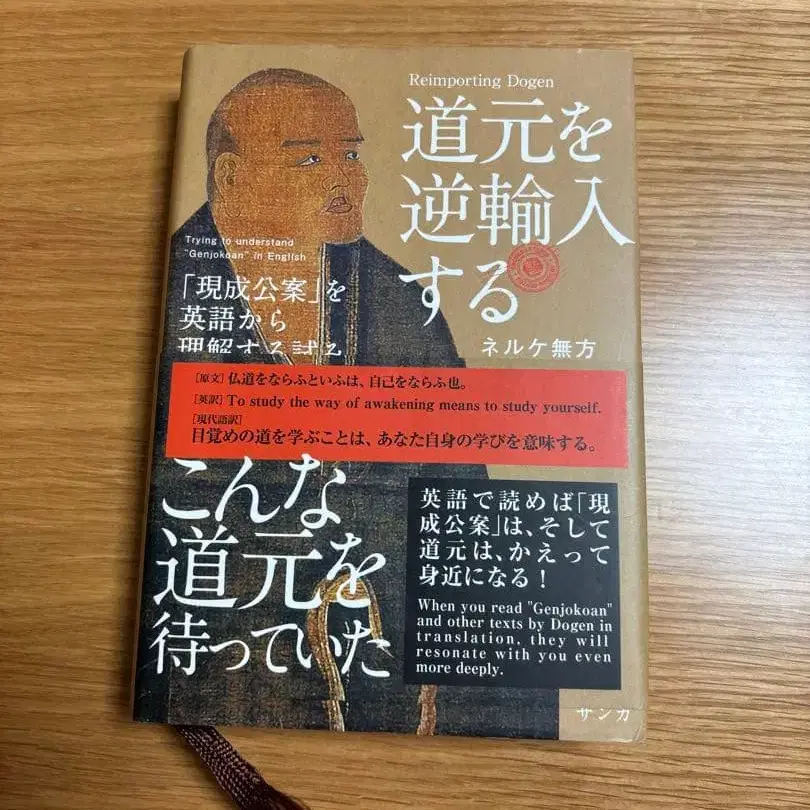 Reimporting Dogen
道元を
逆輸入
する
ネルケ無方
Trying to understand
"Genjokoan" in English
「現成公案」を
英語から
理解する試み
[原文] 仏道をならふといふは、自己をならふ也。
[英訳] To study the way of awakening means to study yourself.
[現代語訳]
目覚めの道を学ぶことは、あなた自身の学びを意味する。
こんな
道元を
待っていた
英語で読めば「現
成公案」は、そして
道元は、かえって
身近になる!
When you read "Genjokoan"
and other texts by Dogen in
translation, they will
resonate with you even
more deeply.
サンガ